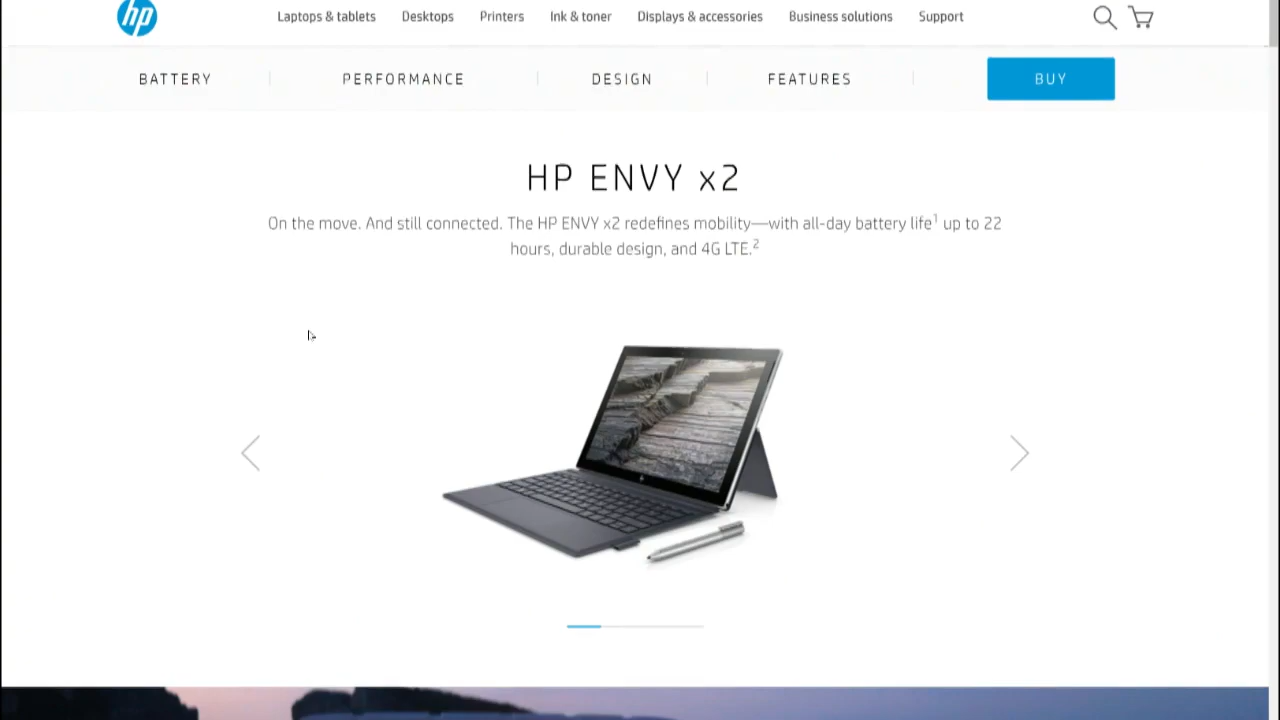 hp
Laptops & tablets Desktops Printers Ink & toner Displays & accessories Business solutions Support
BATTERY PERFORMANCE DESIGN FEATURES BUY
HP ENVY x2
On the move. And still connected. The HP ENVY x2 redefines mobility—with all-day battery life¹ up to 22
hours, durable design, and 4G LTE.²